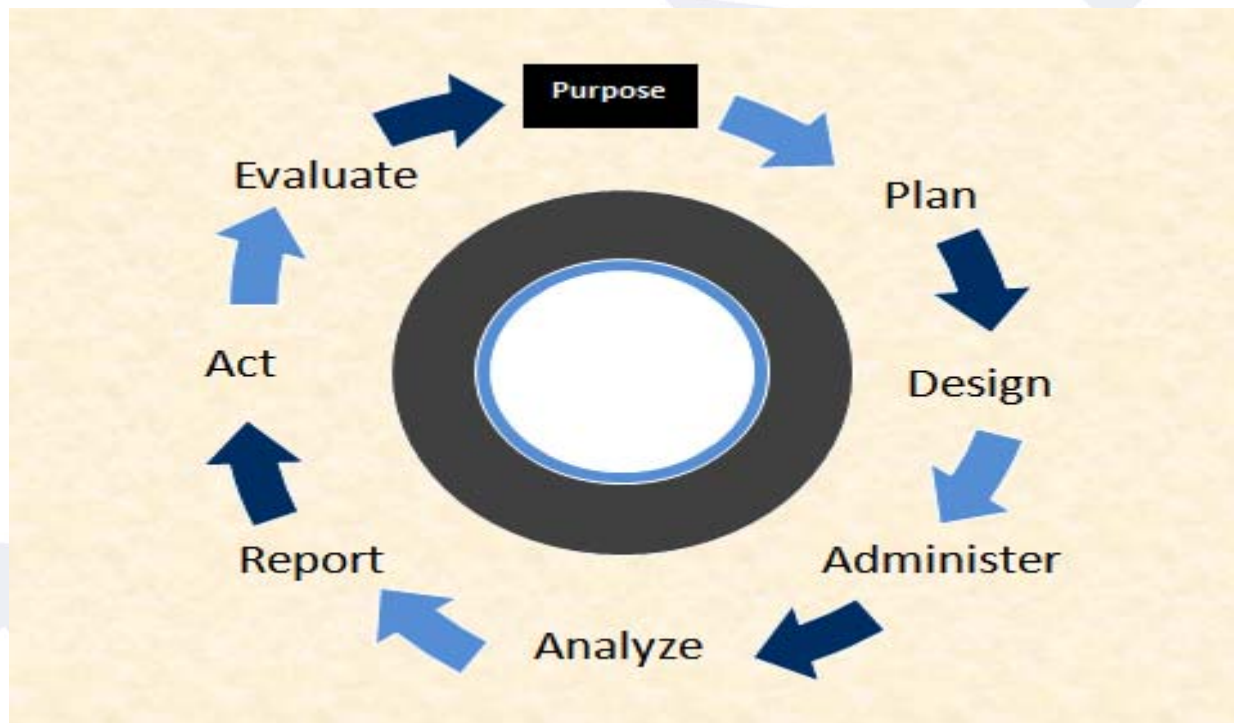 Purpose
Plan
Design
Administer
Analyze
Report
Act
Evaluate